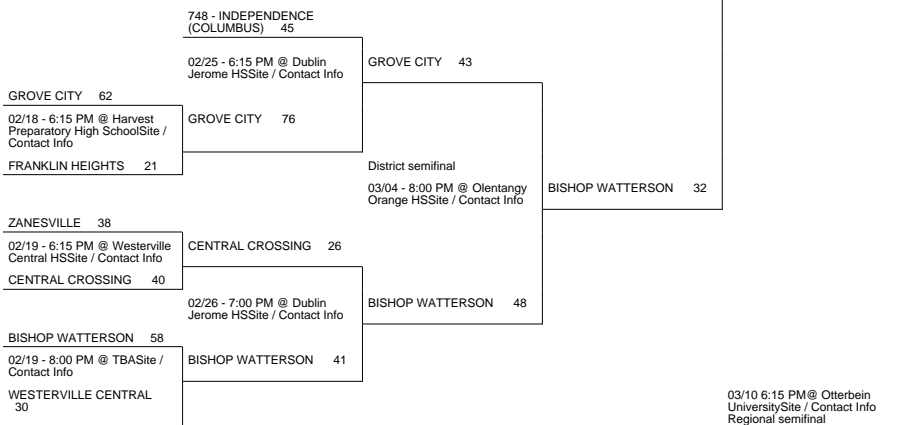 748 - INDEPENDENCE
(COLUMBUS) 45
02/25 - 6:15 PM @ Dublin
Jerome HSSite / Contact Info
GROVE CITY 43
GROVE CITY 62
02/18 - 6:15 PM @ Harvest
Preparatory High SchoolSite /
Contact Info
GROVE CITY 76
FRANKLIN HEIGHTS 21
District semifinal
03/04 - 8:00 PM @ Olentangy
Orange HSSite / Contact Info
BISHOP WATTERSON 32
ZANESVILLE 38
02/19 - 6:15 PM @ Westerville
Central HSSite / Contact Info
CENTRAL CROSSING 26
CENTRAL CROSSING 40
02/26 - 7:00 PM @ Dublin
Jerome HSSite / Contact Info
BISHOP WATTERSON 48
BISHOP WATTERSON 58
02/19 - 8:00 PM @ TBASite /
Contact Info
BISHOP WATTERSON 41
WESTERVILLE CENTRAL
30
03/10 6:15 PM@ Otterbein
UniversitySite / Contact Info
Regional semifinal